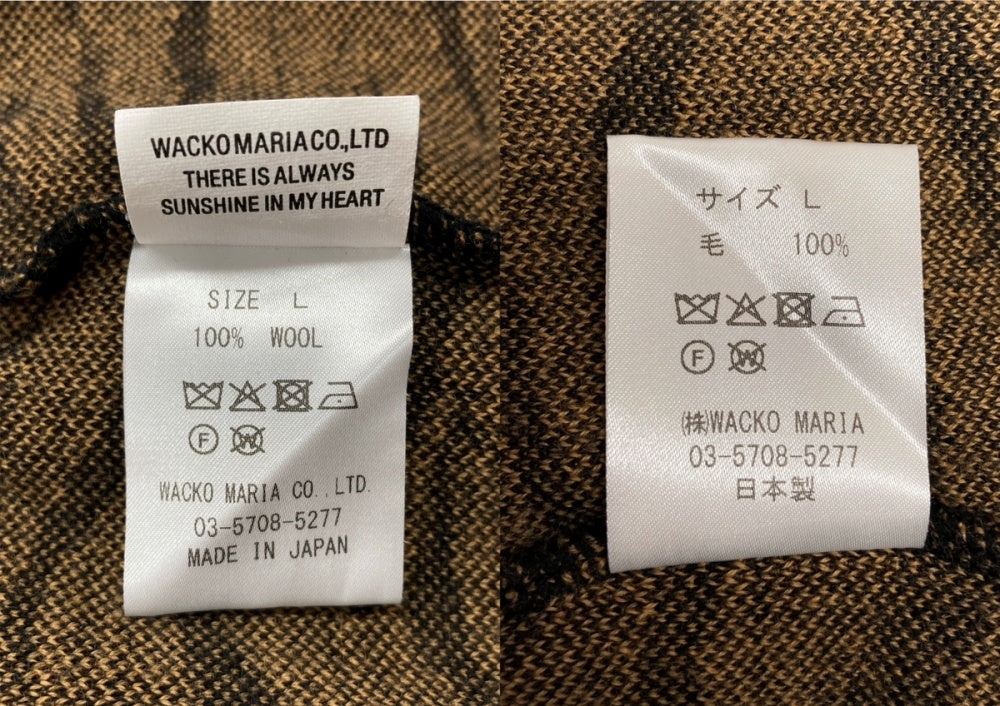 WACKO MARIA CO.,LTD
THERE IS ALWAYS
SUNSHINE IN MY HEART
SIZE L
100% WOOL
F W
WACKO MARIA CO.,LTD.
03-5708-5277
MADE IN JAPAN
サイズ L
毛 100%
F W
㈱WACKO MARIA
03-5708-5277
日本製